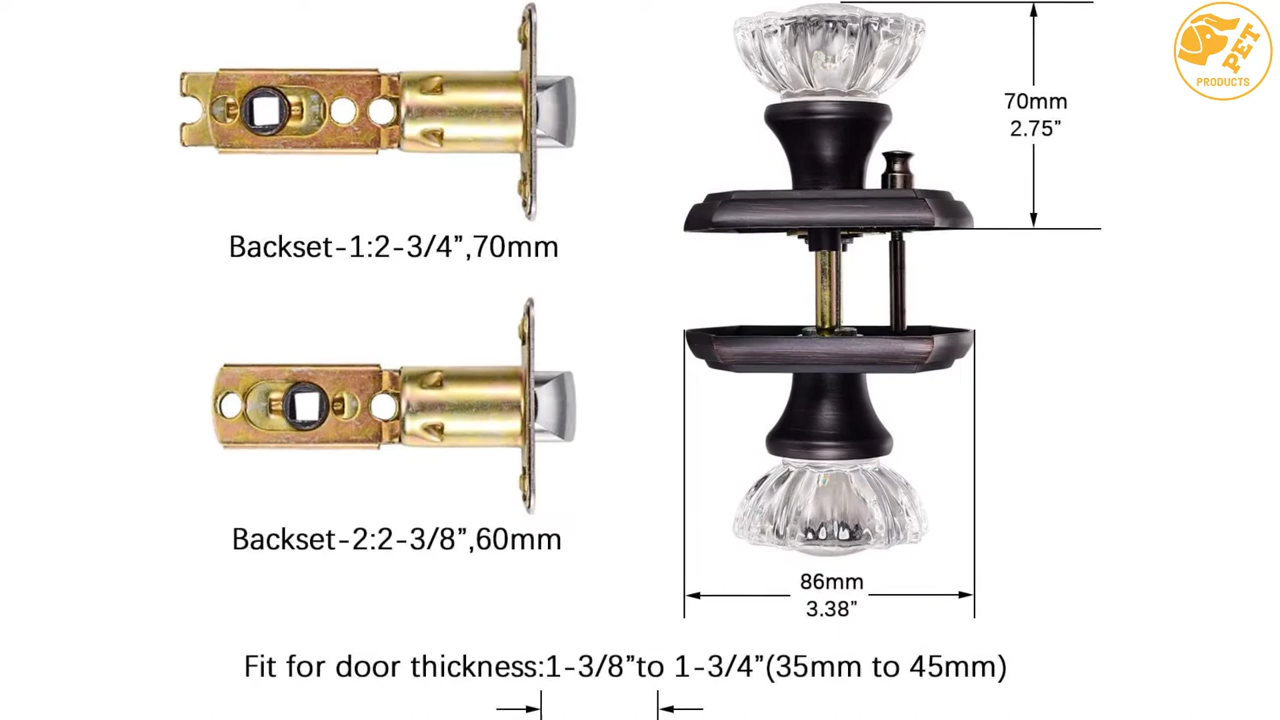 PET
PRODUCTS
70mm
2.75”
Backset-1:2-3/4”,70mm
Backset-2:2-3/8”,60mm
86mm
3.38”
Fit for door thickness:1-3/8”to 1-3/4”(35mm to 45mm)